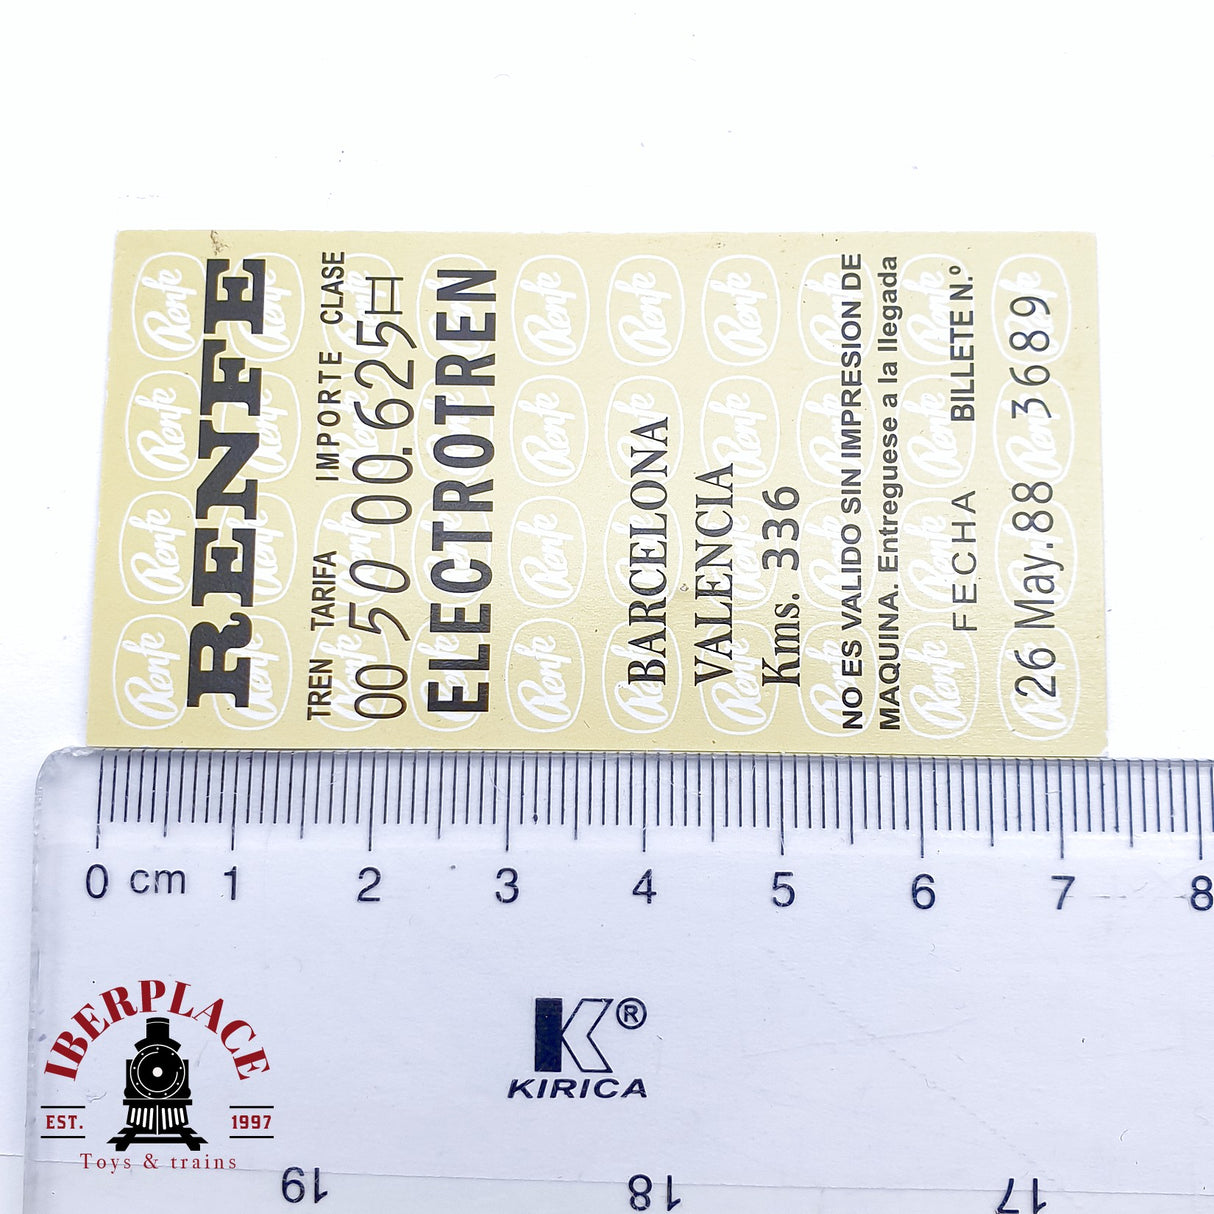 RENFE
TREN TARIFA IMPORTE CLASE
00 50 00.625
ELECTROTREN
BARCELONA
VALENCIA
Kms. 336
NO ES VALIDO SIN IMPRESION DE
MAQUINA. Entreguese a la llegada
FECHA BILLETE N.º
26 May.88 3689
Renfe
0 cm 1 2 3 4 5 6 7 8
K®
KIRICA
19 18 17
IBERPLACE
EST. 1997
Toys & trains